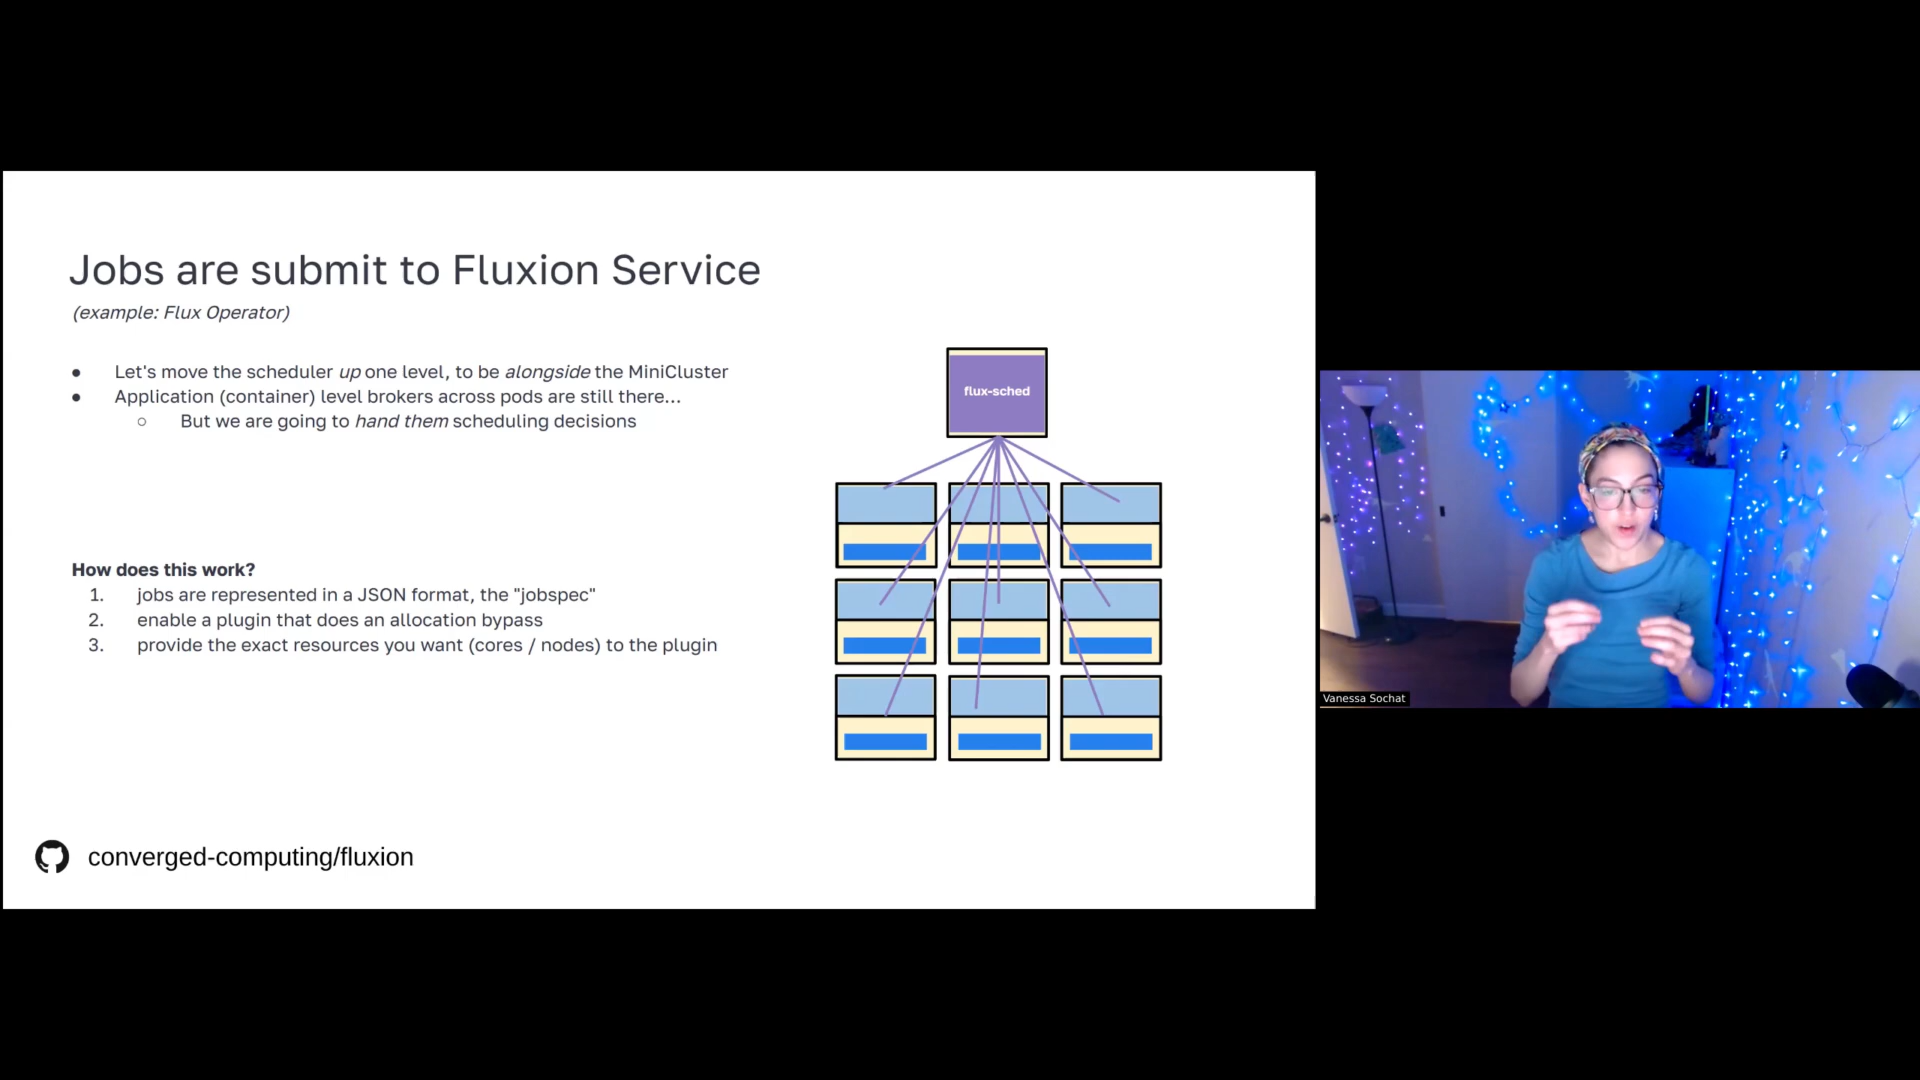 Jobs are submit to Fluxion Service
(example: Flux Operator)
● Let's move the scheduler up one level, to be alongside the MiniCluster
● Application (container) level brokers across pods are still there...
○ But we are going to hand them scheduling decisions
How does this work?
1. jobs are represented in a JSON format, the "jobspec"
2. enable a plugin that does an allocation bypass
3. provide the exact resources you want (cores / nodes) to the plugin
flux-sched
converged-computing/fluxion
Vanessa Sochat